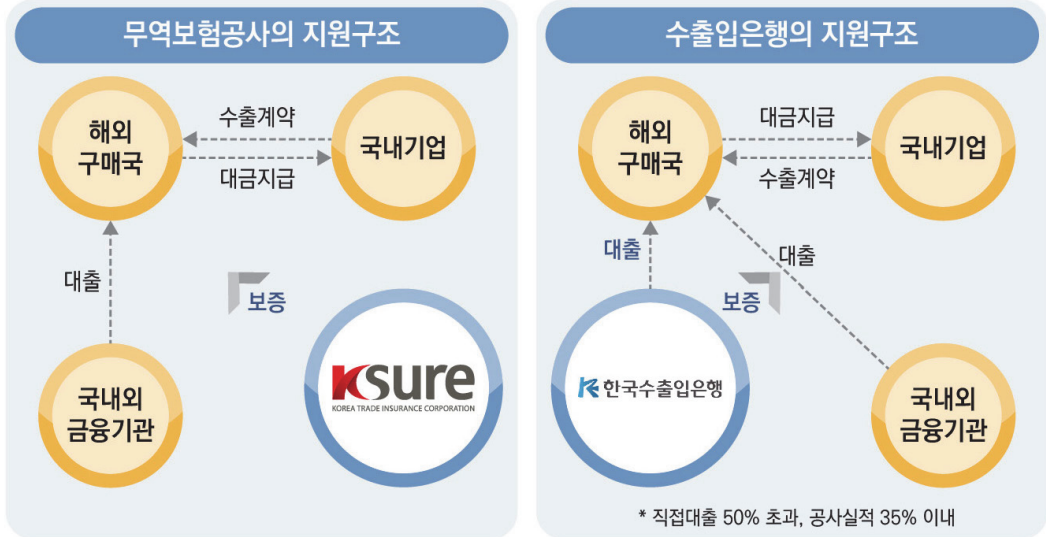 무역보험공사의 지원구조
해외
구매국
수출계약
대금지급
국내기업
대출
보증
국내외
금융기관
ksure
KOREA TRADE INSURANCE CORPORATION
수출입은행의 지원구조
해외
구매국
대금지급
수출계약
국내기업
대출
대출
보증
한국수출입은행
국내외
금융기관
* 직접대출 50% 초과, 공사실적 35% 이내